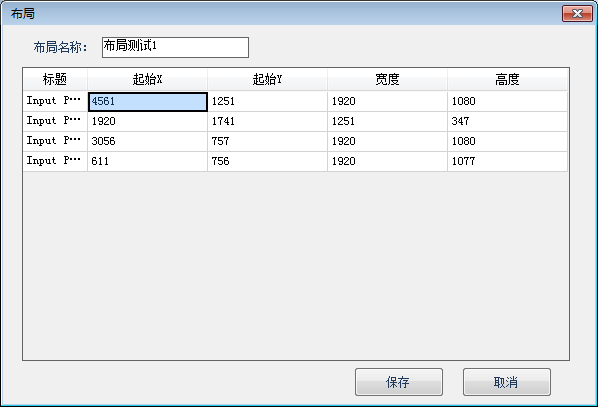 布局
布局名称： 布局测试1
标题 起始X 起始Y 宽度 高度
Input P… 4561 1251 1920 1080
Input P… 1920 1741 1251 347
Input P… 3056 757 1920 1080
Input P… 611 756 1920 1077
保存 取消